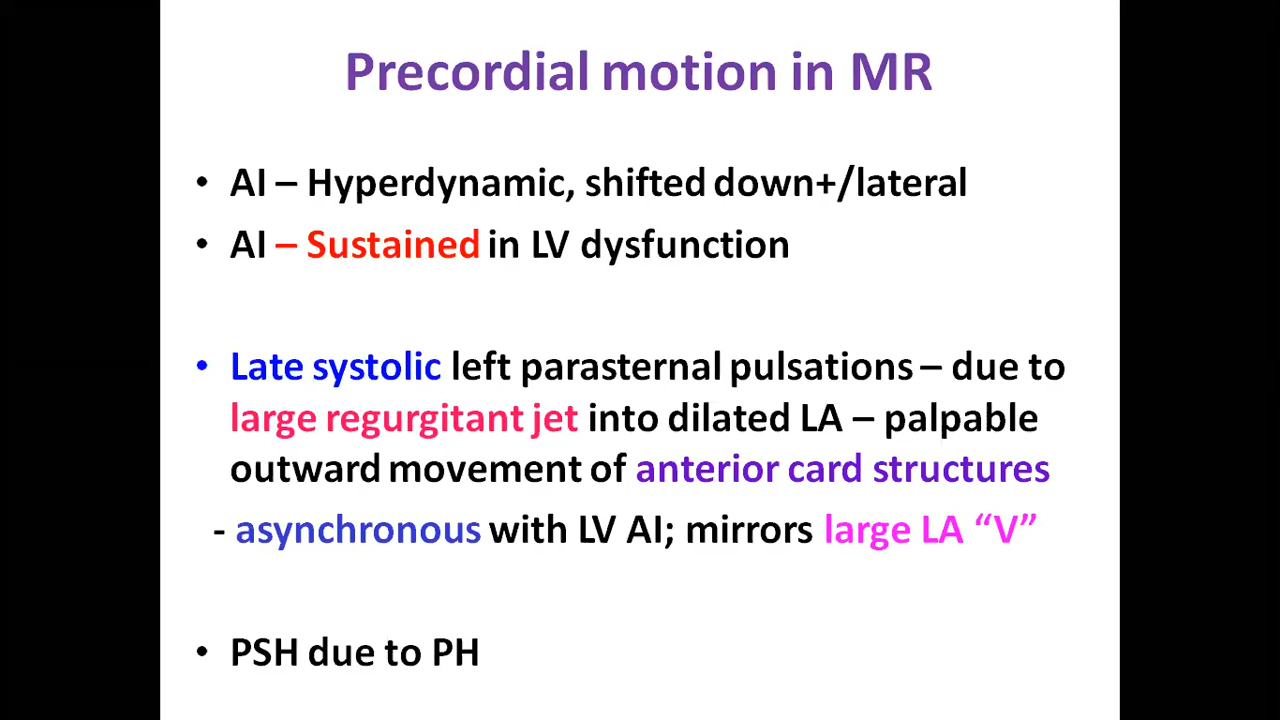 Precordial motion in MR
• AI – Hyperdynamic, shifted down+/lateral
• AI – Sustained in LV dysfunction
• Late systolic left parasternal pulsations – due to
large regurgitant jet into dilated LA – palpable
outward movement of anterior card structures
- asynchronous with LV AI; mirrors large LA “V”
• PSH due to PH